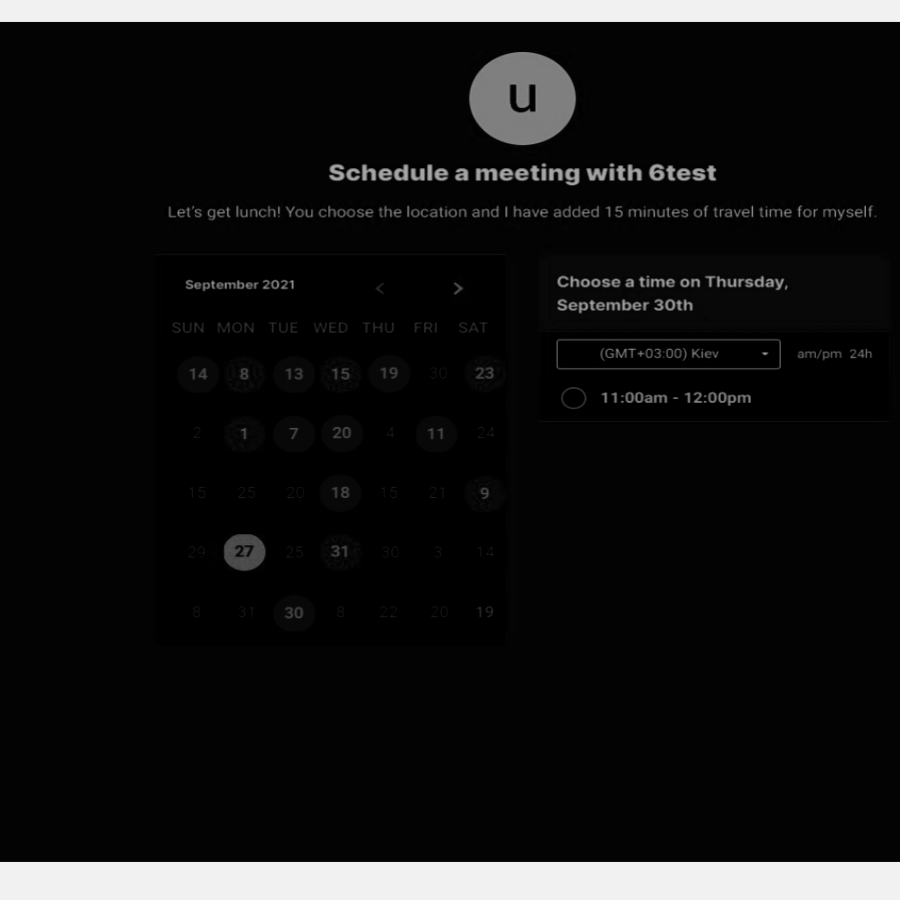 u
Schedule a meeting with 6test
Let's get lunch! You choose the location and I have added 15 minutes of travel time for myself.
September 2021 < >
SUN MON TUE WED THU FRI SAT
14 8 13 15 19 30 23
2 1 7 20 4 11 24
15 25 20 18 15 21 9
29 27 25 31 30 3 14
8 31 30 8 22 20 19
Choose a time on Thursday,
September 30th
(GMT+03:00) Kiev am/pm 24h
11:00am - 12:00pm